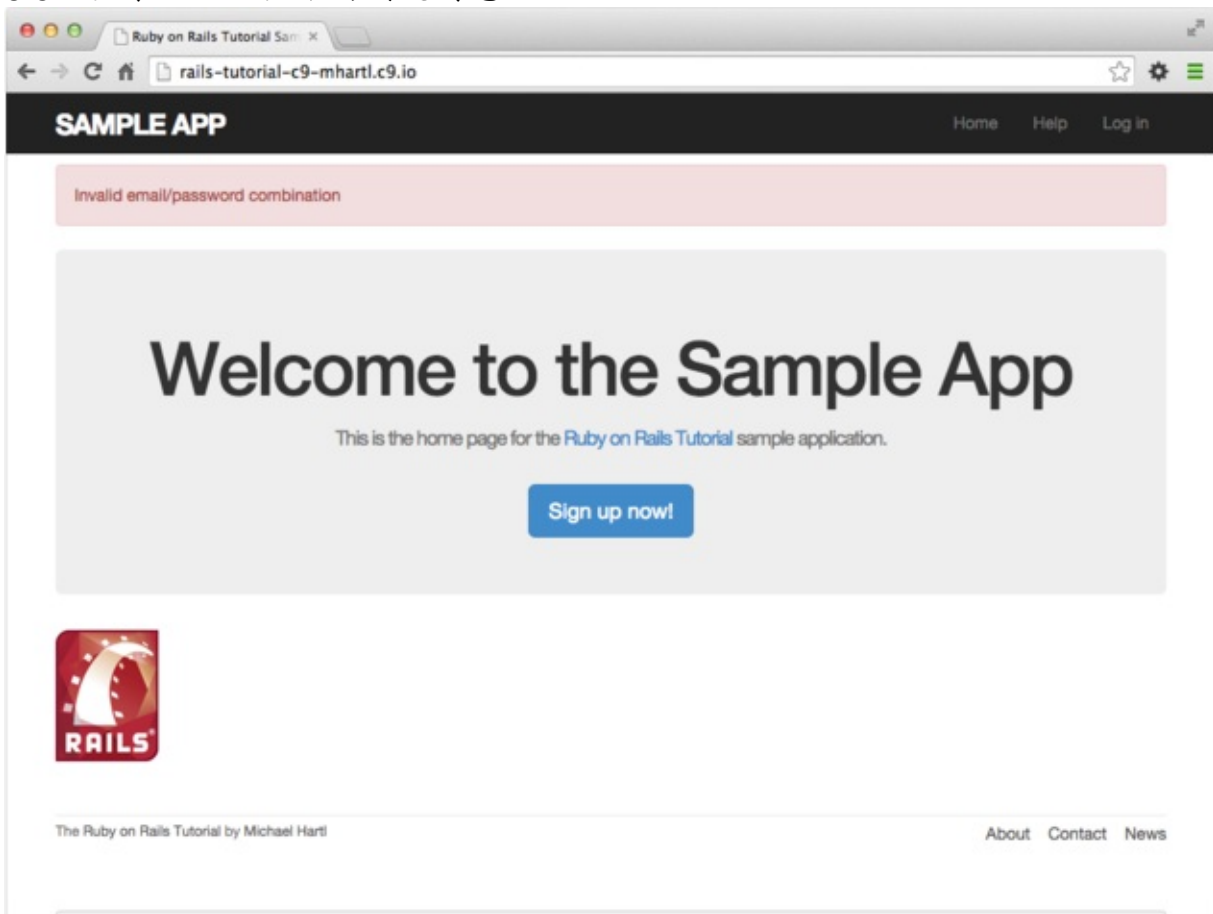 Ruby on Rails Tutorial Sam
rails-tutorial-c9-mhartl.c9.io
SAMPLE APP
Home Help Log in
Invalid email/password combination
Welcome to the Sample App
This is the home page for the Ruby on Rails Tutorial sample application.
Sign up now!
RAILS
The Ruby on Rails Tutorial by Michael Hartl
About Contact News